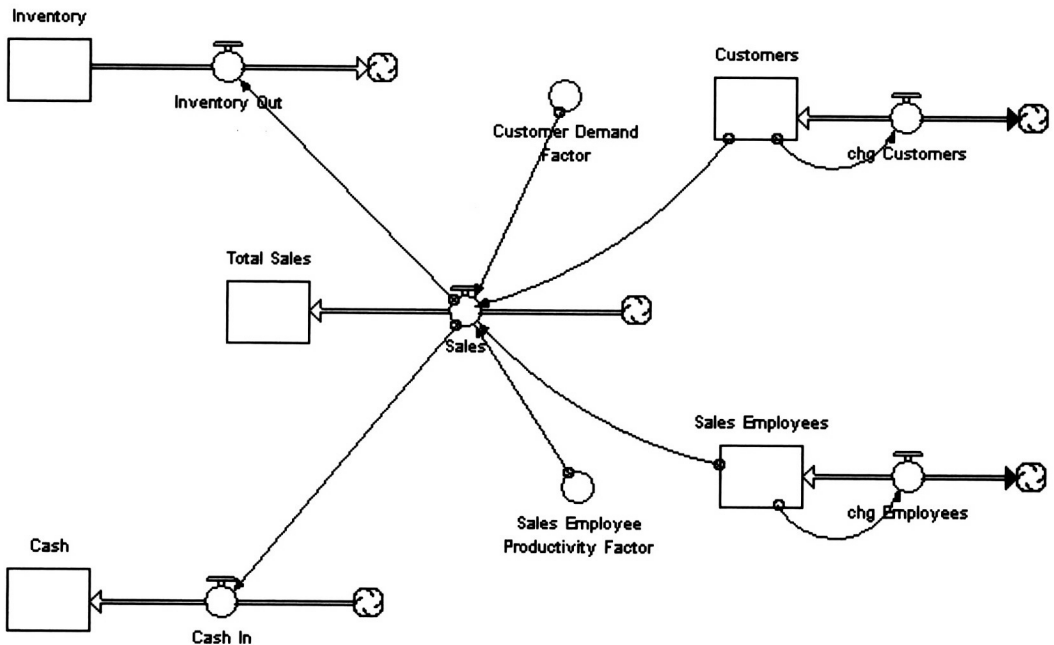 Inventory
Inventory Out
Customers
Customer Demand
Factor
chg Customers
Total Sales
Sales
Sales Employees
chg Employees
Sales Employee
Productivity Factor
Cash
Cash In